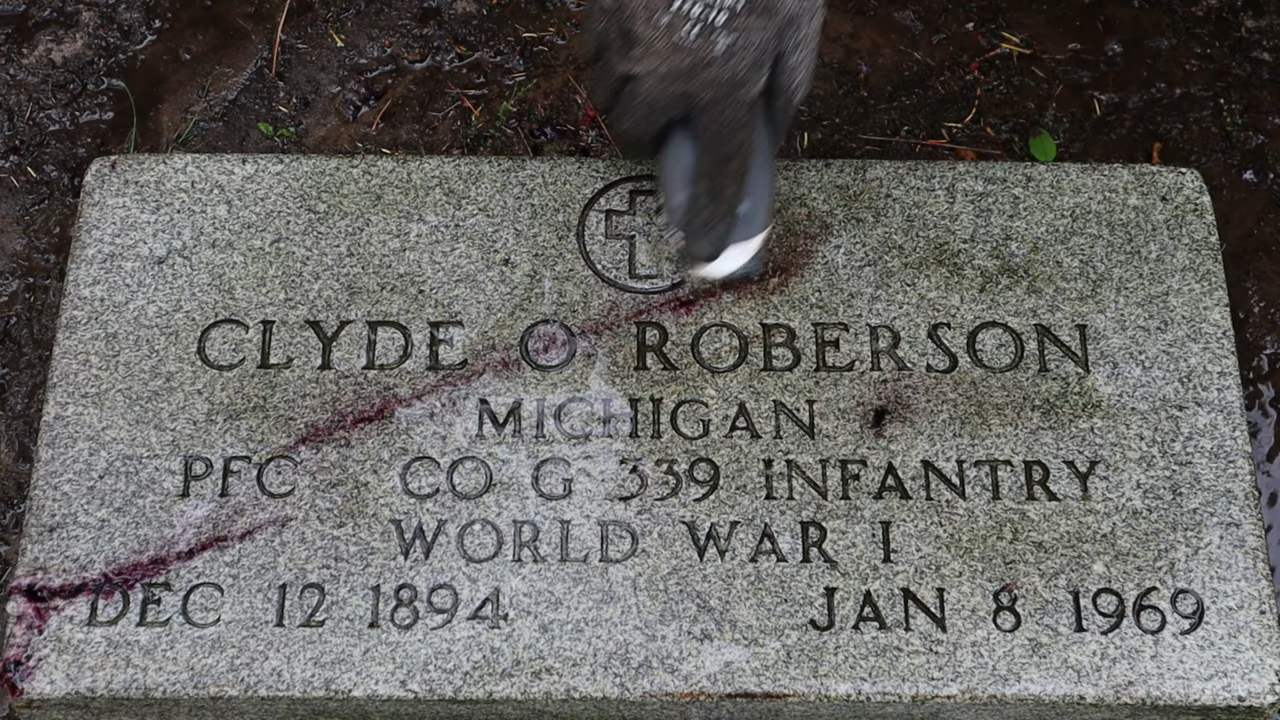 CLYDE O ROBERSON
MICHIGAN
PFC CO G 339 INFANTRY
WORLD WAR I
DEC 12 1894 JAN 8 1969